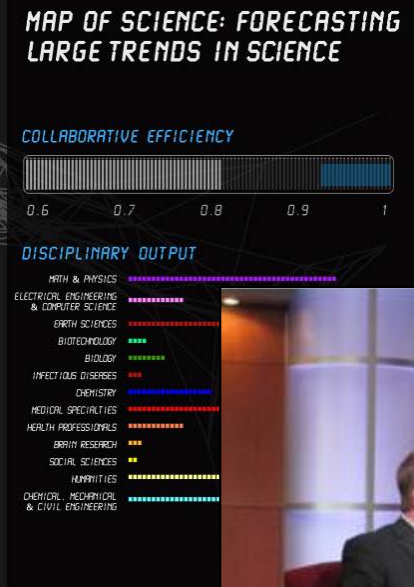 MAP OF SCIENCE: FORECASTING
LARGE TRENDS IN SCIENCE
COLLABORATIVE EFFICIENCY
0.6 0.7 0.8 0.9 1
DISCIPLINARY OUTPUT
MATH & PHYSICS
ELECTRICAL ENGINEERING
& COMPUTER SCIENCE
EARTH SCIENCES
BIOTECHNOLOGY
BIOLOGY
INFECTIOUS DISEASES
CHEMISTRY
MEDICAL SPECIALTIES
HEALTH PROFESSIONALS
BRAIN RESEARCH
SOCIAL SCIENCES
HUMANITIES
CHEMICAL, MECHANICAL
& CIVIL ENGINEERING